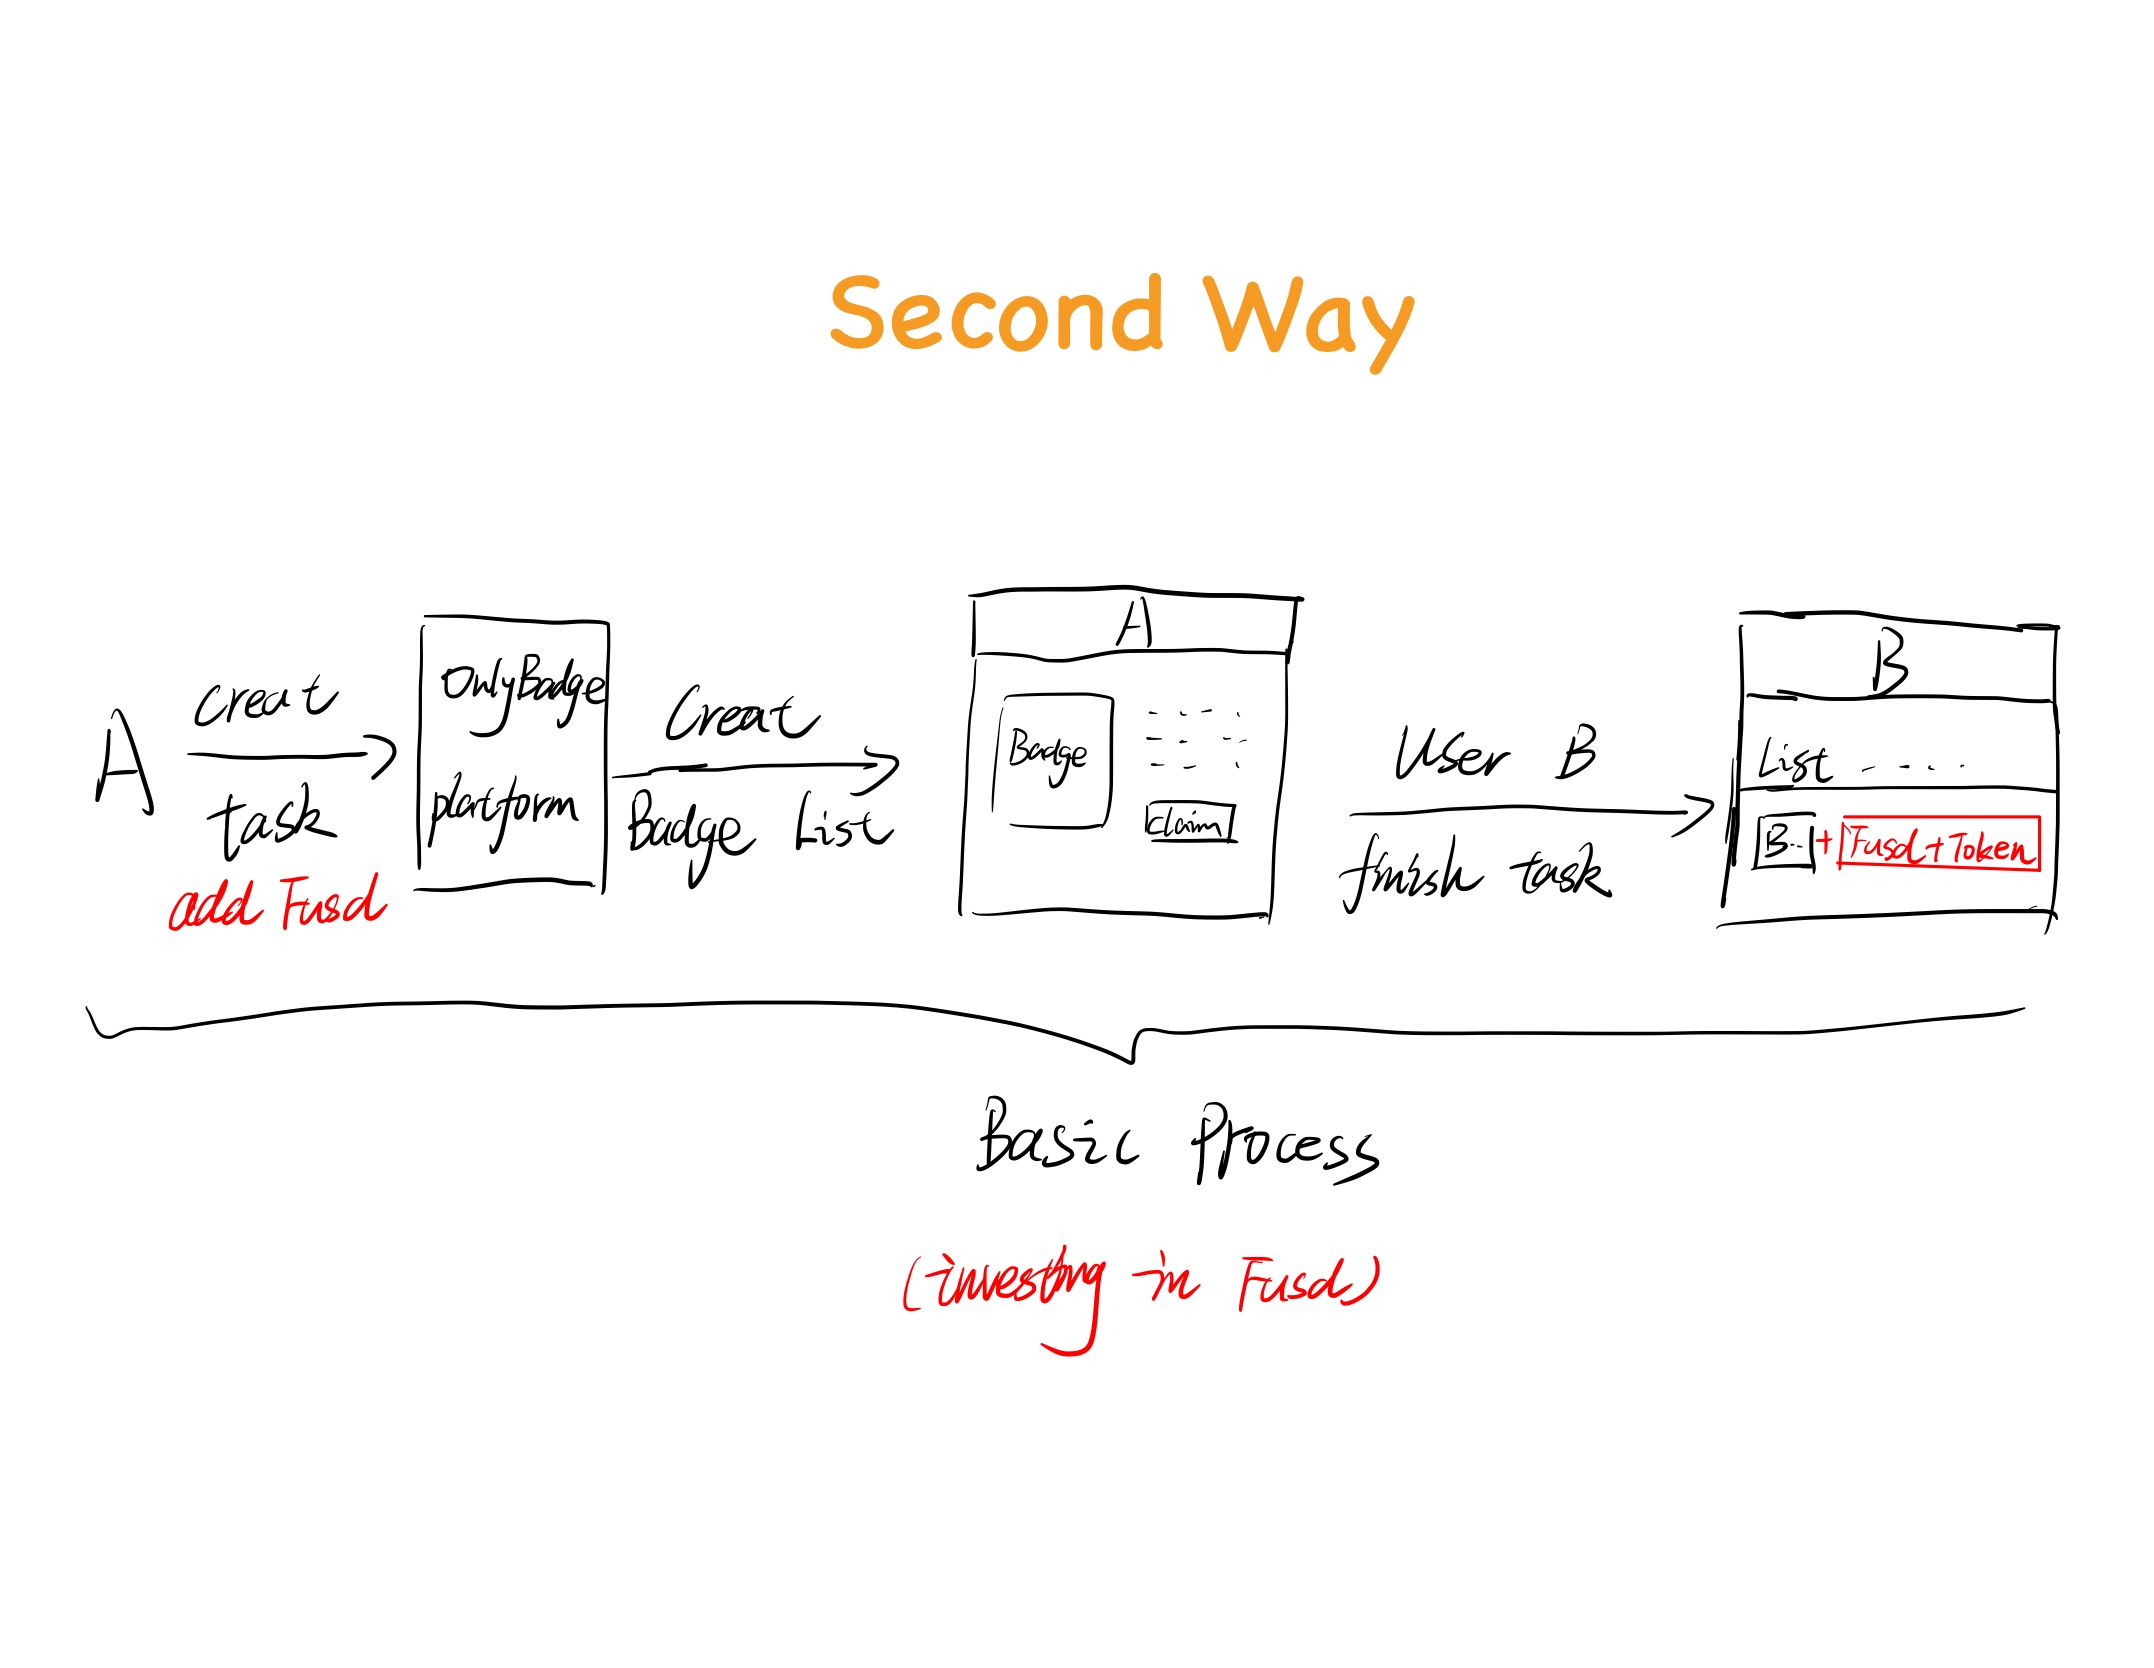 Second Way
A
creat
task
add Fusd
OnlyBadge
platform
Creat
Badge List
A
Badge
Claim
User B
finish task
B
List ....
B... + Fusd + Token
Basic Process
(investing in Fusd)